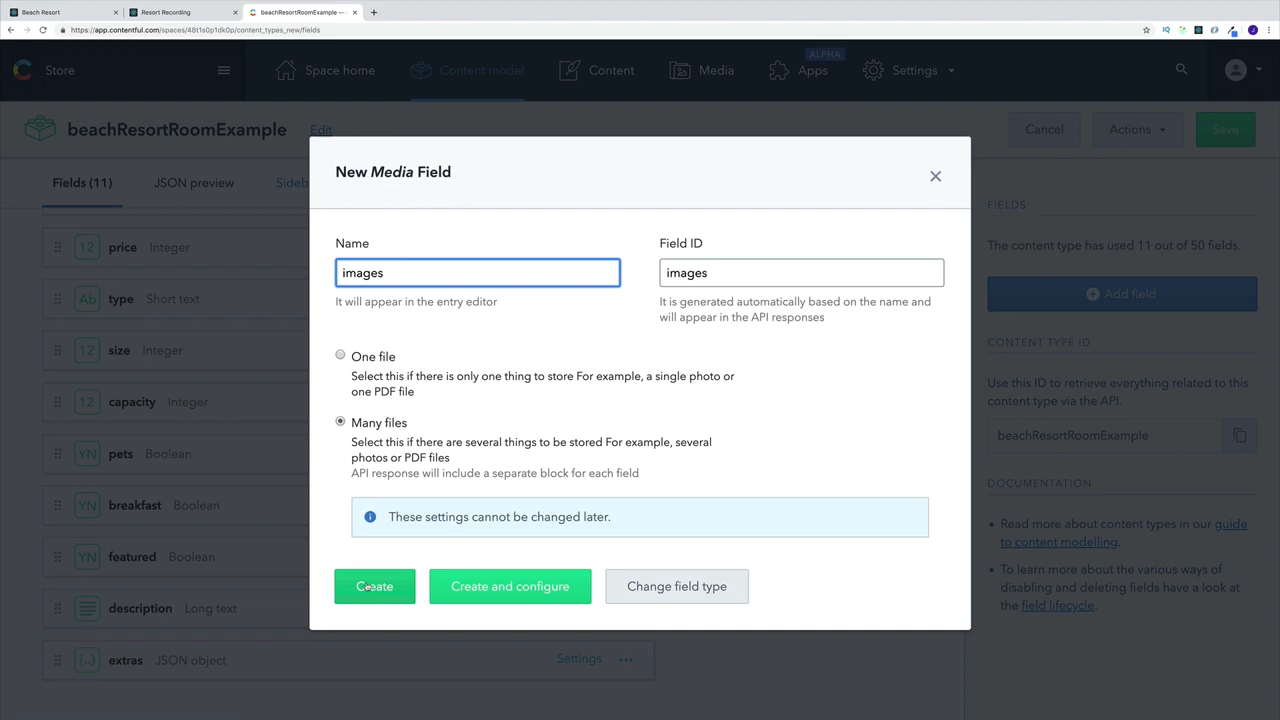 Beach Resort
Resort Recording
beachResortRoomExample —
https://app.contentful.com/spaces/48t1s0p1dk0p/content_types_new/fields
Store
Space home
Content model
Content
Media
ALPHA
Apps
Settings
beachResortRoomExample
Edit
Cancel
Actions
Save
Fields (11)
JSON preview
Sideb
12 price Integer
Ab type Short text
12 size Integer
12 capacity Integer
YN pets Boolean
YN breakfast Boolean
YN featured Boolean
description Long text
extras JSON object
Settings
New Media Field
Name
images
It will appear in the entry editor
Field ID
images
It is generated automatically based on the name and
will appear in the API responses
One file
Select this if there is only one thing to store For example, a single photo or
one PDF file
Many files
Select this if there are several things to be stored For example, several
photos or PDF files
API response will include a separate block for each field
These settings cannot be changed later.
Create
Create and configure
Change field type
FIELDS
The content type has used 11 out of 50 fields.
Add field
CONTENT TYPE ID
Use this ID to retrieve everything related to this
content type via the API.
beachResortRoomExample
DOCUMENTATION
Read more about content types in our guide
to content modelling.
To learn more about the various ways of
disabling and deleting fields have a look at
the field lifecycle.